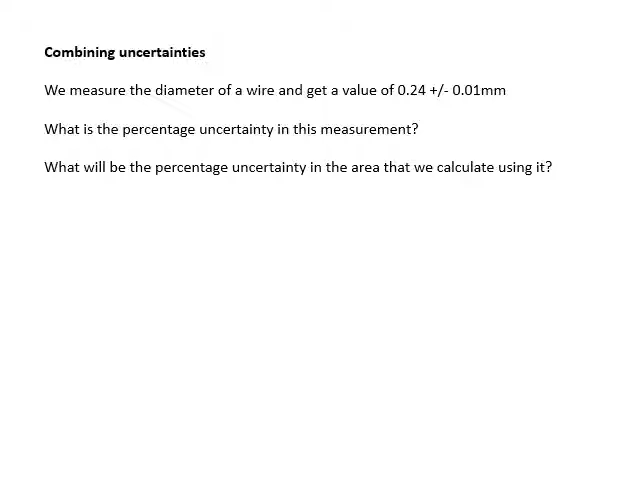 Combining uncertainties
We measure the diameter of a wire and get a value of 0.24 +/- 0.01mm
What is the percentage uncertainty in this measurement?
What will be the percentage uncertainty in the area that we calculate using it?